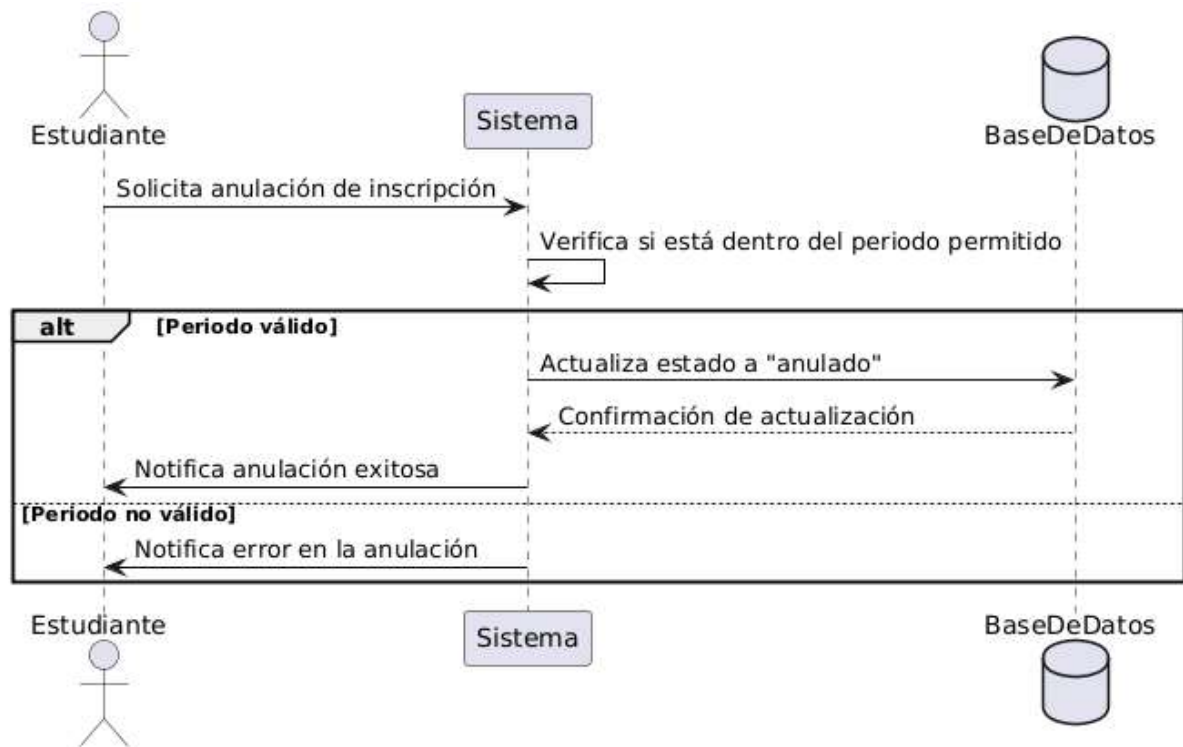 Estudiante
Sistema
BaseDeDatos
Solicita anulación de inscripción
Verifica si está dentro del periodo permitido
alt [Periodo válido]
Actualiza estado a "anulado"
Confirmación de actualización
Notifica anulación exitosa
[Periodo no válido]
Notifica error en la anulación
Estudiante
Sistema
BaseDeDatos